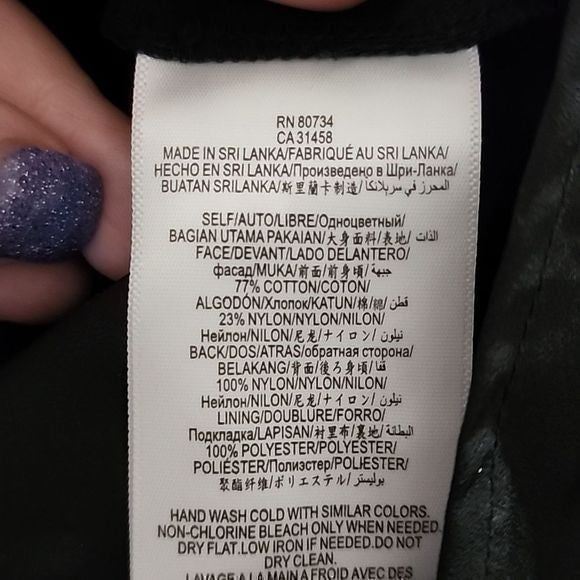 RN 80734
CA 31458
MADE IN SRI LANKA/FABRIQUÉ AU SRI LANKA/
HECHO EN SRI LANKA/Произведено в Шри-Ланка/
BUATAN SRILANKA/斯里蘭卡制造/ المحرز في سريلانكا
SELF/AUTO/LIBRE/Одноцветный/
BAGIAN UTAMA PAKAIAN/大身面料/表地/ الذات
FACE/DEVANT/LADO DELANTERO/
фасад/MUKA/前面/前身頃/ جبهة
77% COTTON/COTON/
ALGODÓN/Хлопок/KATUN/棉/綿/ قطن
23% NYLON/NYLON/NILON/
Нейлон/NILON/尼龙/ナイロン/ نيلون
BACK/DOS/ATRAS/обратная сторона/
BELAKANG/背面/後ろ身頃/ قفا
100% NYLON/NYLON/NILON/
Нейлон/NILON/尼龙/ナイロン/ نيلون
LINING/DOUBLURE/FORRO/
Подкладка/LAPISAN/衬里布/裏地/ البطانة
100% POLYESTER/POLYESTER/
POLIÉSTER/Полиэстер/POLIESTER/
聚酯纤维/ポリエステル/ بوليستر
HAND WASH COLD WITH SIMILAR COLORS.
NON-CHLORINE BLEACH ONLY WHEN NEEDED.
DRY FLAT.LOW IRON IF NEEDED.DO NOT
DRY CLEAN.
LAVAGE A LA MAIN A FROID AVEC DES